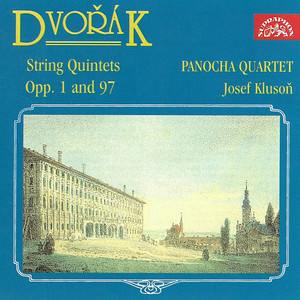 DVOŘÁK
SUPRAPHON
String Quintets
Opp. 1 and 97
PANOCHA QUARTET
Josef Klusoň